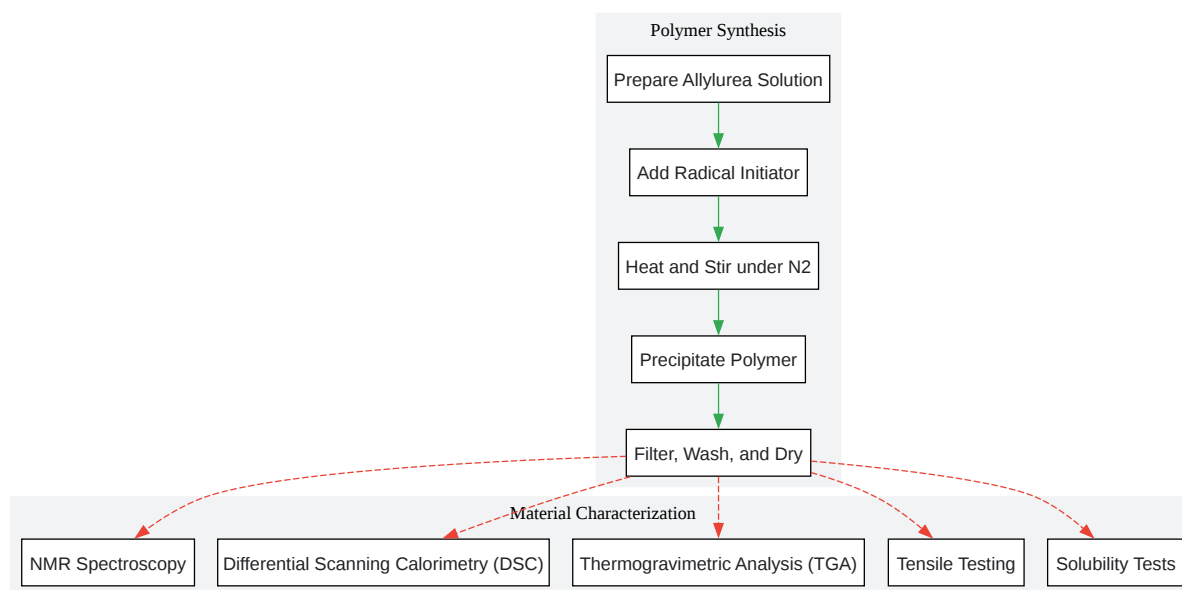 Polymer Synthesis
Prepare Allylurea Solution
Add Radical Initiator
Heat and Stir under N2
Precipitate Polymer
Filter, Wash, and Dry
Material Characterization
NMR Spectroscopy
Differential Scanning Calorimetry (DSC)
Thermogravimetric Analysis (TGA)
Tensile Testing
Solubility Tests